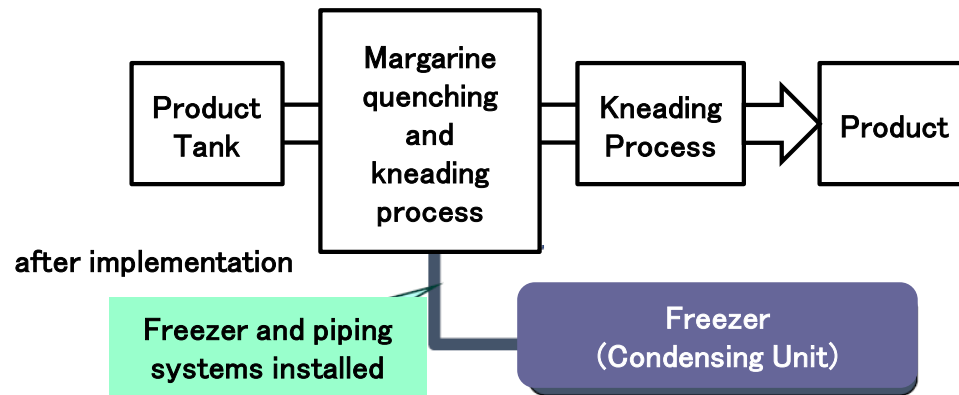 Product
Tank
Margarine
quenching
and
kneading
process
Kneading
Process
Product
after implementation
Freezer and piping
systems installed
Freezer
(Condensing Unit)